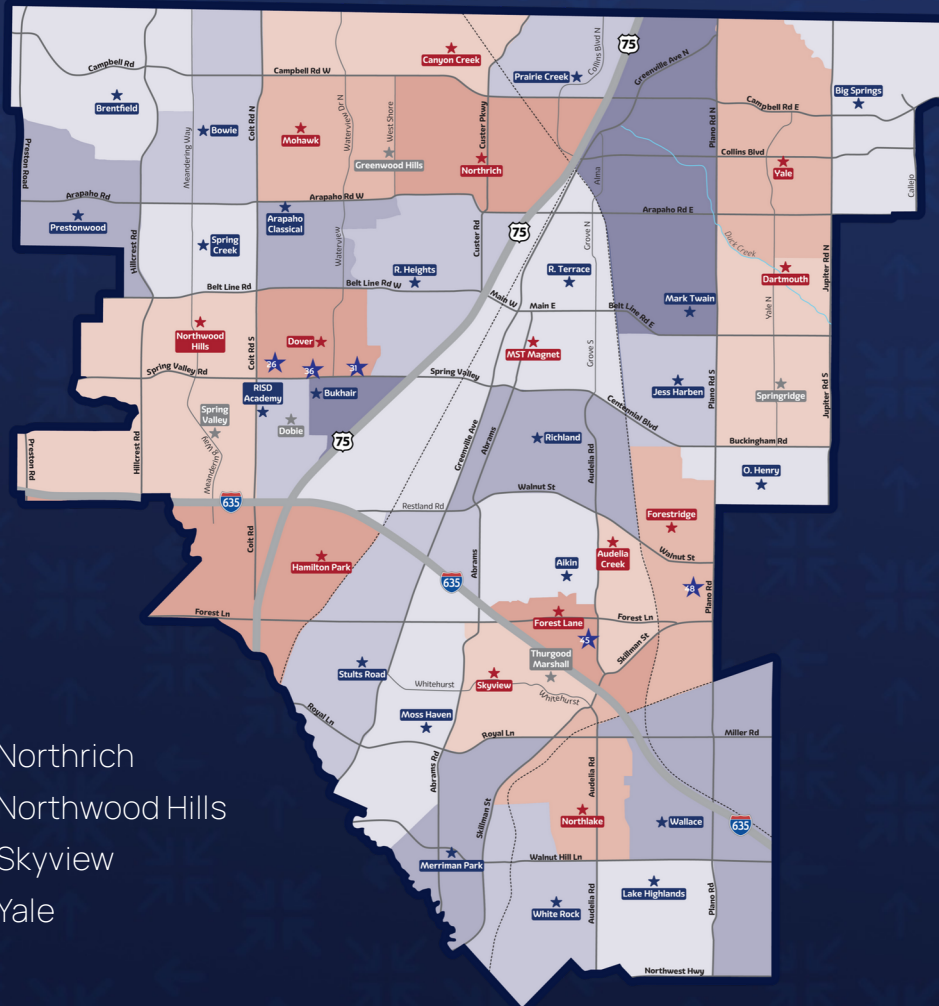 75
Canyon Creek
Collins Blvd N
Campbell Rd
Campbell Rd W
Prairie Creek
Greenville Ave N
Big Springs
Brentfield
Bowie
Coit Rd N
Mohawk
Waterview Dr N
West Shore
Greenwood Hills
Custer Pkwy
Northrich
Plano Rd N
Campbell Rd E
Collins Blvd
Yale
Preston Road
Meandering Way
Alma
Callejo
Arapaho Rd
Arapaho Rd W
Arapaho Rd E
Prestonwood
Arapaho
Classical
Hillcrest Rd
Spring
Creek
Waterview
Custer Rd
75
Grove N
Duck Creek
R. Heights
R. Terrace
Dartmouth
Jupiter Rd N
Belt Line Rd
Belt Line Rd W
Main W
Main E
Belt Line Rd E
Mark Twain
Yale N
Northwood
Hills
Dover
Coit Rd S
MST Magnet
Grove S
26
36
31
Spring Valley Rd
Spring Valley
RISD
Academy
Bukhair
Jess Harben
Plano Rd S
Springridge
Jupiter Rd S
Spring
Valley
Dobie
Centennial Blvd
Preston Rd
Hillcrest Rd
Meandering Way
75
Greenville Ave
Abrams
Richland
Audelia Rd
Buckingham Rd
O. Henry
635
Restland Rd
Walnut St
Forestridge
Coit Rd
Hamilton Park
635
Abrams
Aikin
Audelia
Creek
Walnut St
48
Plano Rd
Forest Ln
Forest Lane
Forest Ln
45
Skillman St
Stults Road
Thurgood
Marshall
Whitehurst
Skyview
Whitehurst
Royal Ln
Moss Haven
Royal Ln
Miller Rd
Abrams Rd
Skillman St
Audelia Rd
Northlake
Wallace
635
Merriman Park
Walnut Hill Ln
White Rock
Audelia Rd
Lake Highlands
Plano Rd
Northwest Hwy
Northrich
Northwood Hills
Skyview
Yale